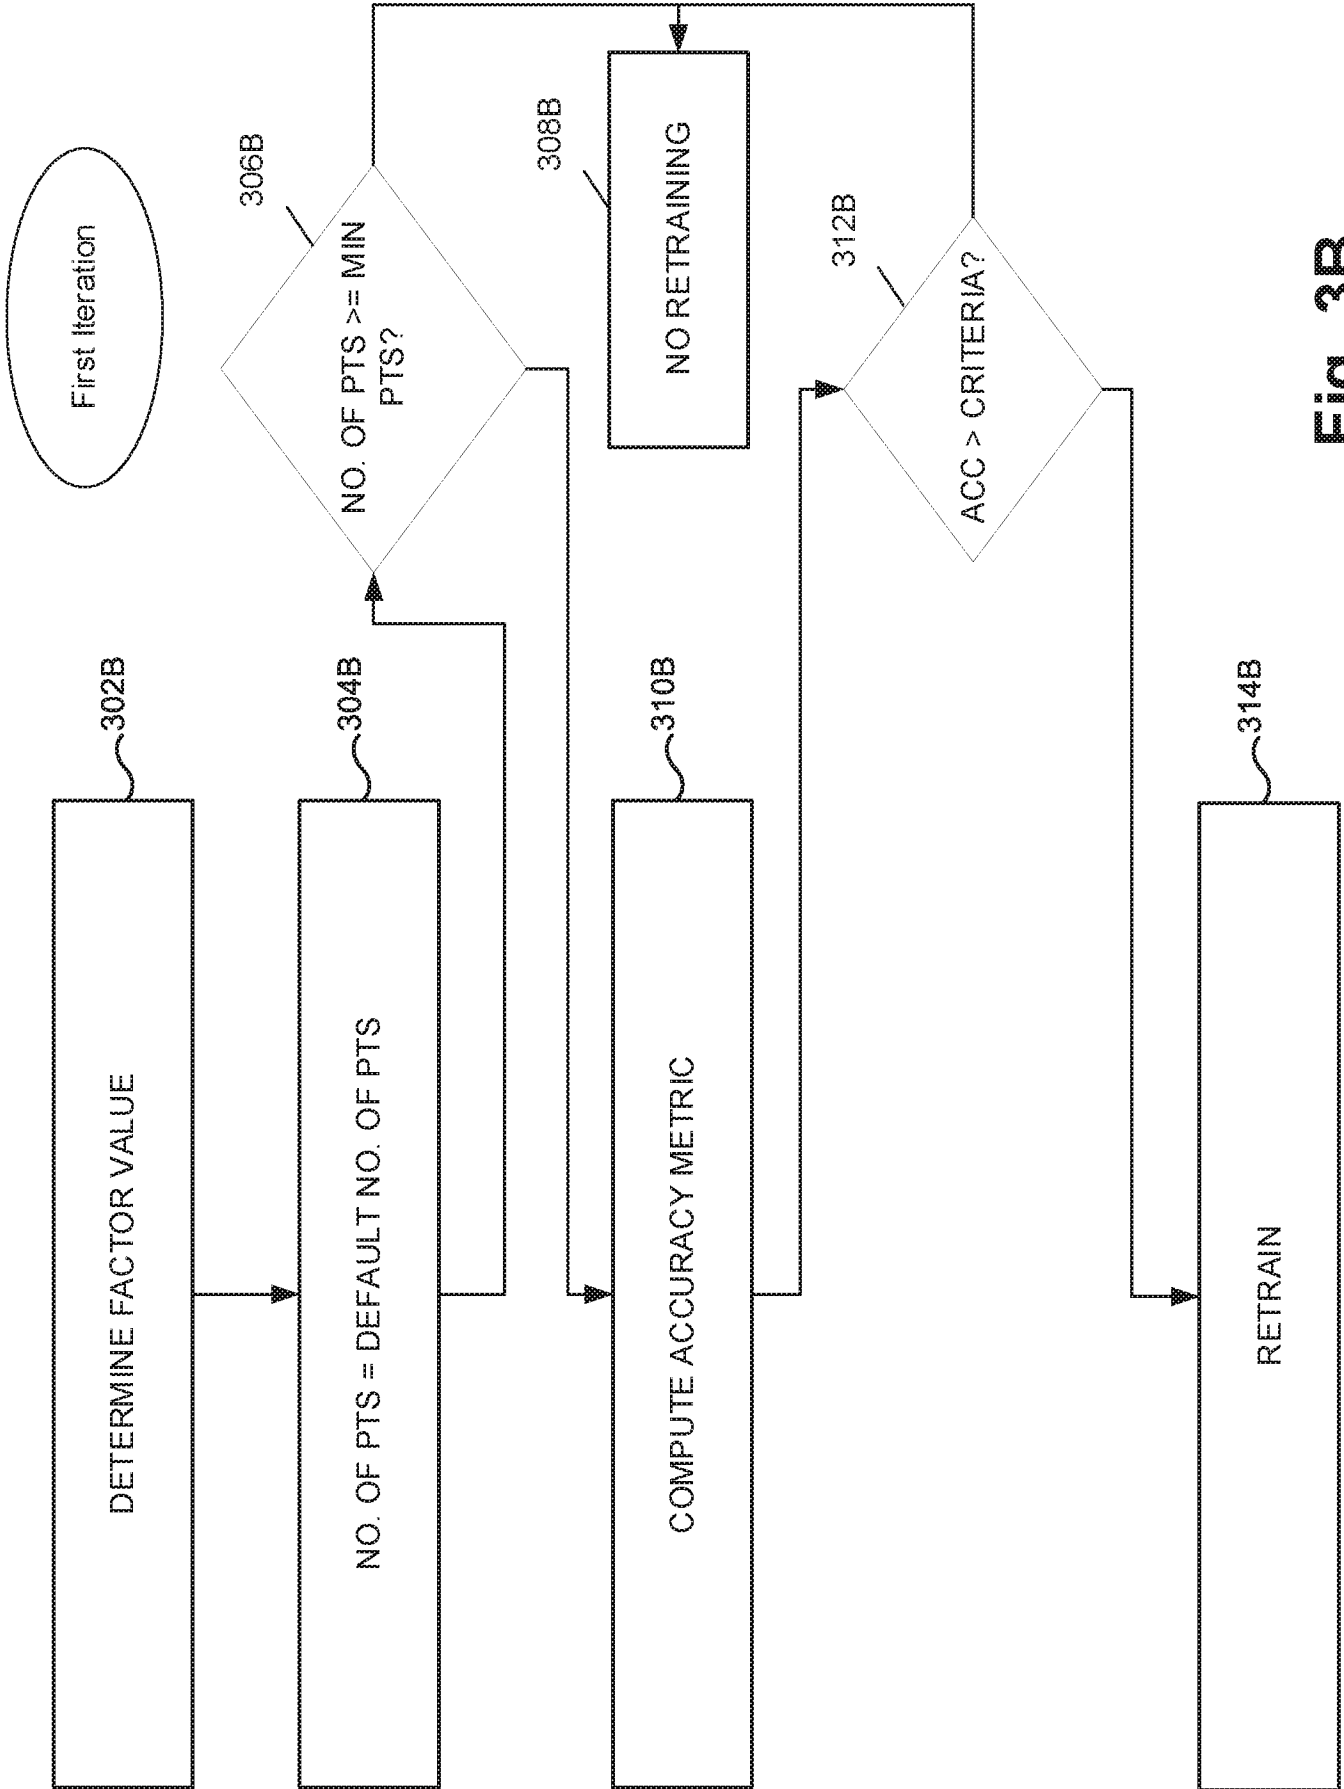 First Iteration
DETERMINE FACTOR VALUE
302B
NO. OF PTS = DEFAULT NO. OF PTS
304B
NO. OF PTS >= MIN
PTS?
306B
NO RETRAINING
308B
COMPUTE ACCURACY METRIC
310B
ACC > CRITERIA?
312B
RETRAIN
314B
Fig. 3B